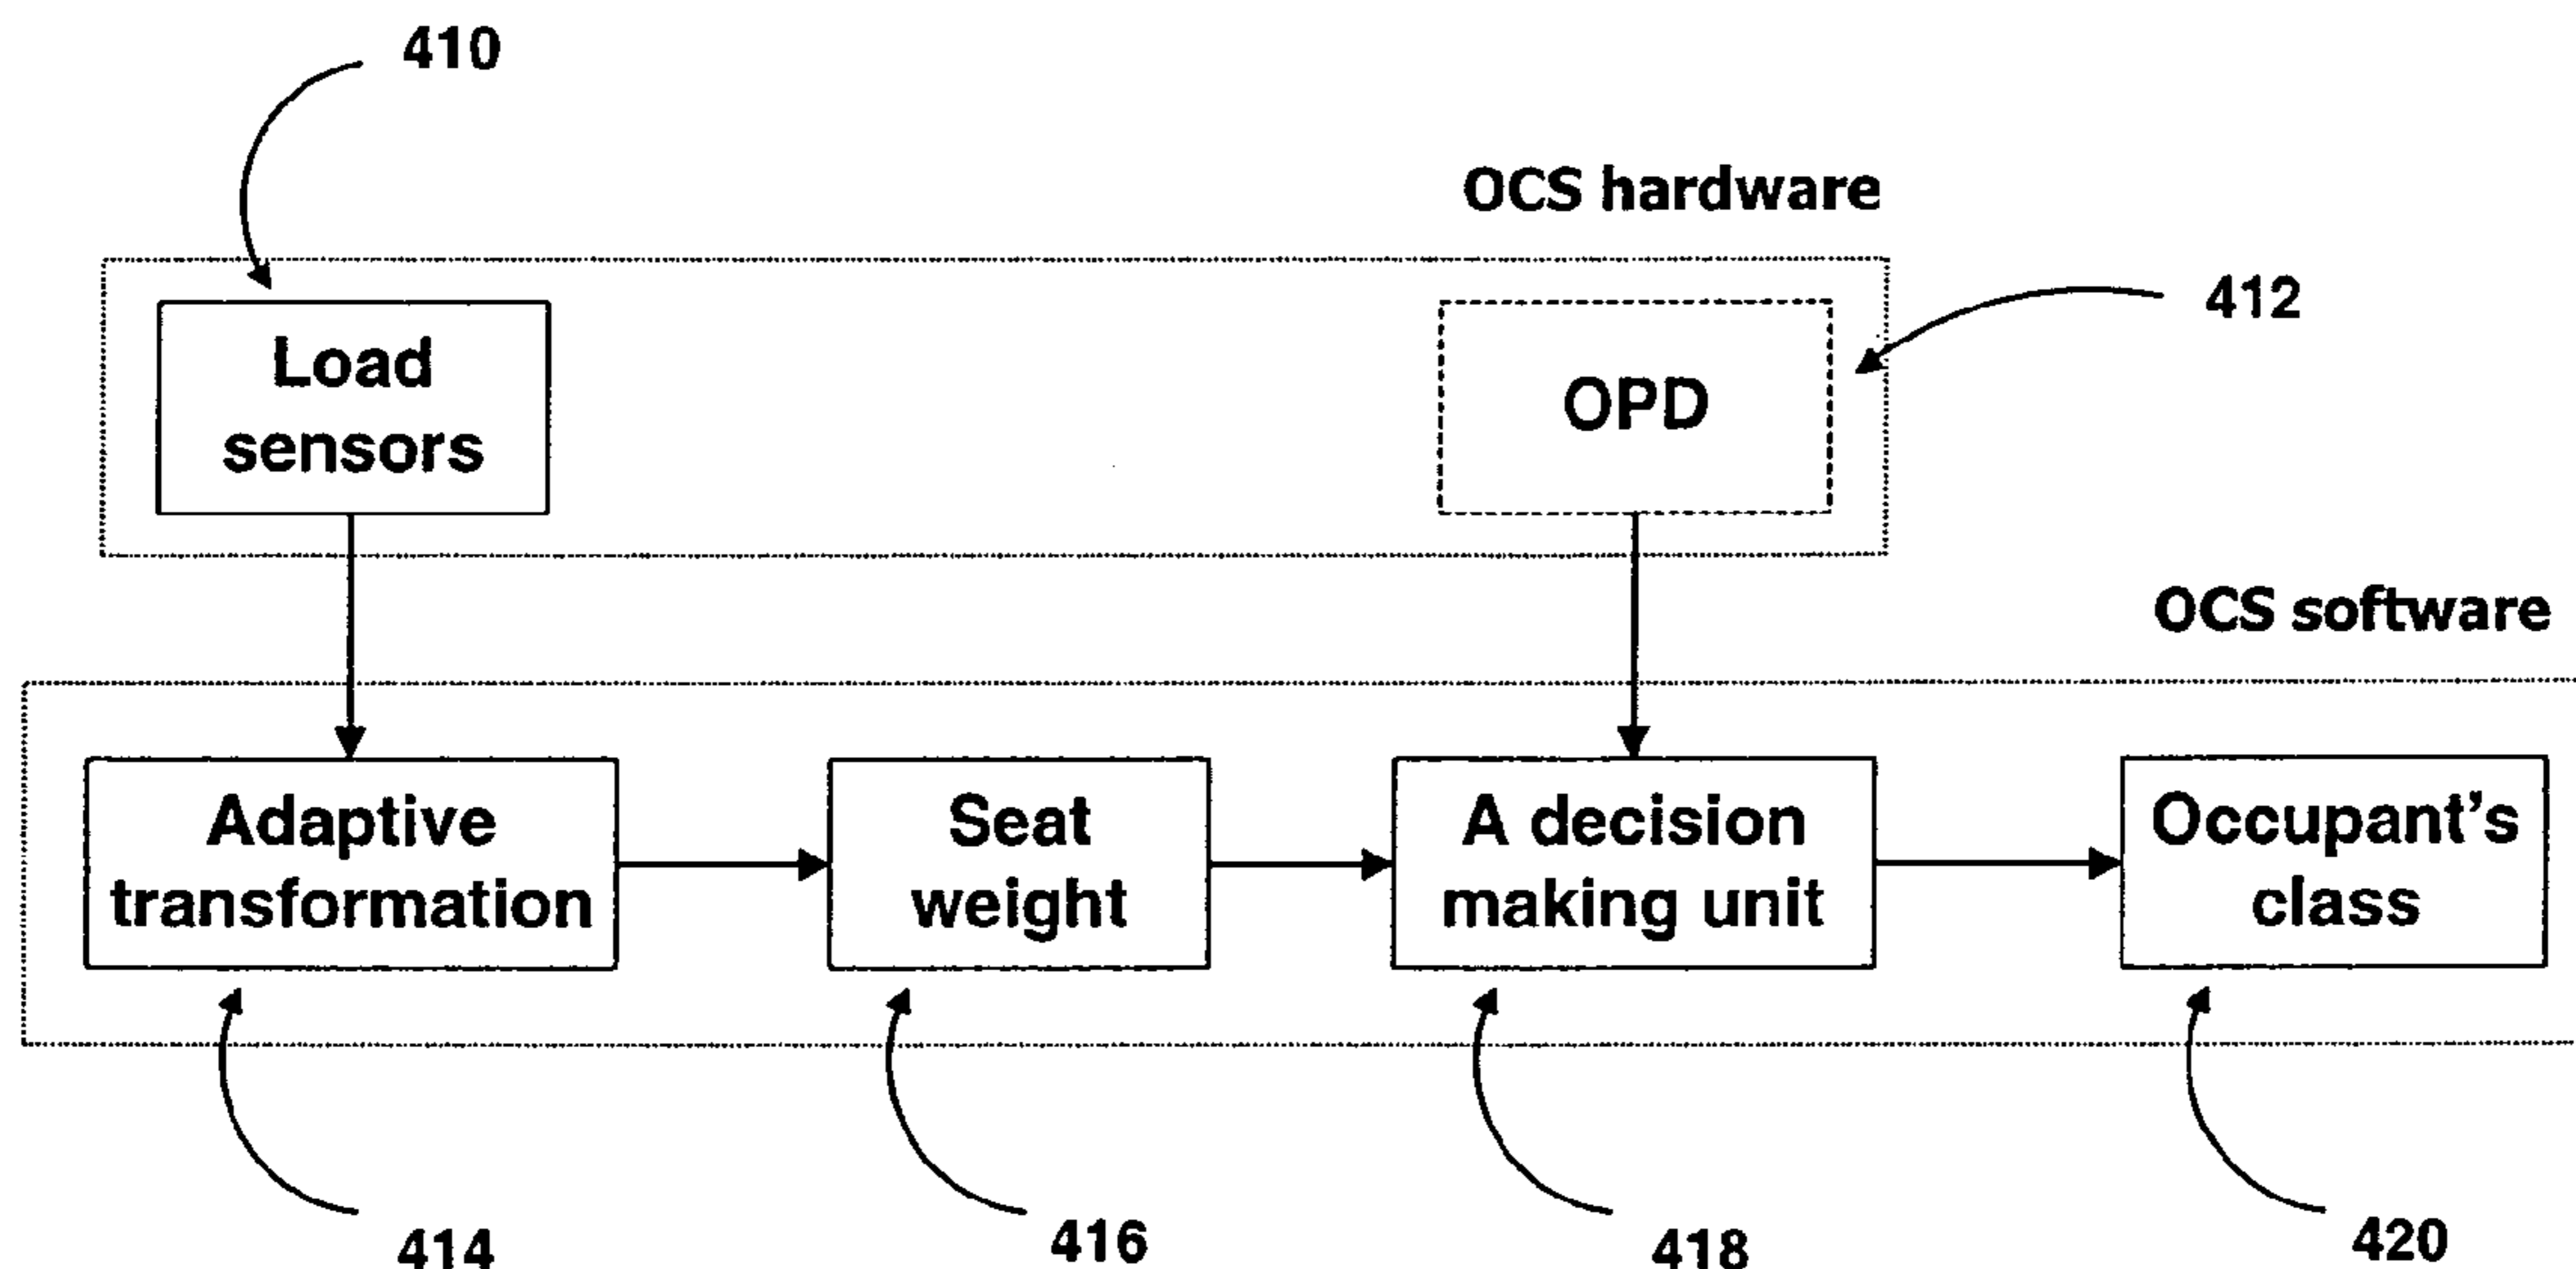 410
OCS hardware
412
Load
sensors
OPD
OCS software
Adaptive
transformation
Seat
weight
A decision
making unit
Occupant's
class
414
416
418
420